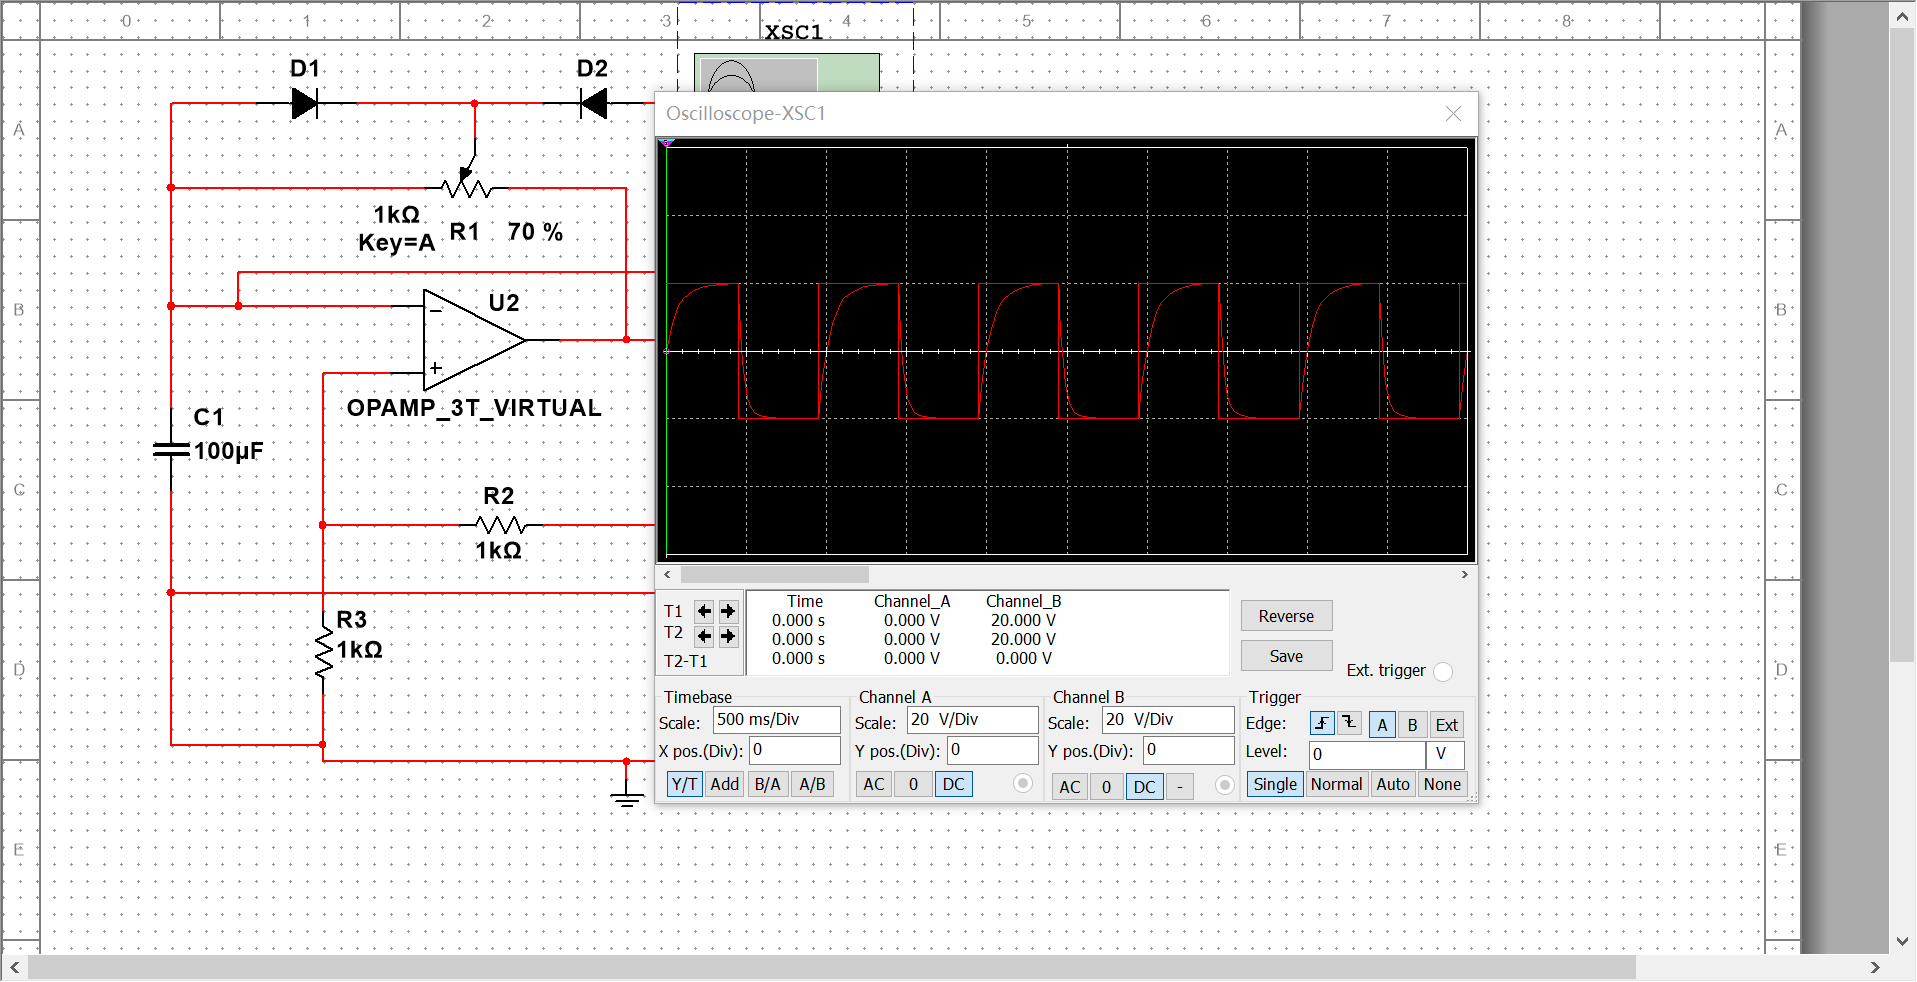 0 1 2 3 4 5 6 7 8
XSC1
D1 D2
A A
Oscilloscope-XSC1
1kΩ
Key=A R1 70 %
B B
U2
OPAMP_3T_VIRTUAL
C1
100µF
C C
R2
1kΩ
R3
1kΩ
D D
E E
Time Channel_A Channel_B
T1 0.000 s 0.000 V 20.000 V
T2 0.000 s 0.000 V 20.000 V
T2-T1 0.000 s 0.000 V 0.000 V
Reverse
Save
Ext. trigger
Timebase
Scale: 500 ms/Div
X pos.(Div): 0
Y/T Add B/A A/B
Channel A
Scale: 20 V/Div
Y pos.(Div): 0
AC 0 DC
Channel B
Scale: 20 V/Div
Y pos.(Div): 0
AC 0 DC -
Trigger
Edge: A B Ext
Level: 0 V
Single Normal Auto None